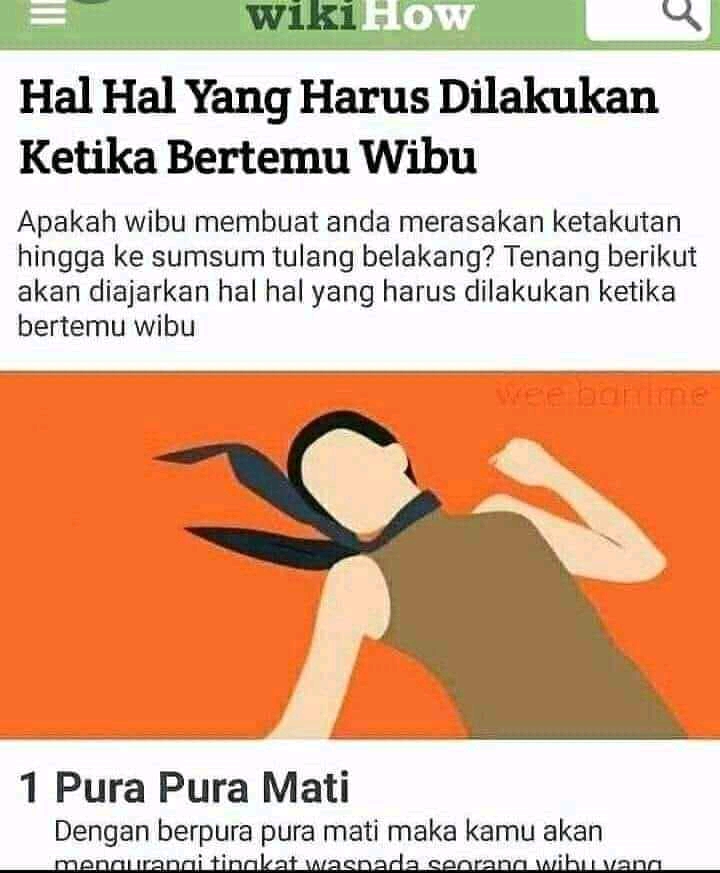 wikiHow
Hal Hal Yang Harus Dilakukan
Ketika Bertemu Wibu
Apakah wibu membuat anda merasakan ketakutan
hingga ke sumsum tulang belakang? Tenang berikut
akan diajarkan hal hal yang harus dilakukan ketika
bertemu wibu
wee.banime
1 Pura Pura Mati
Dengan berpura pura mati maka kamu akan
mengurangi tingkat waspada seorang wibu yang